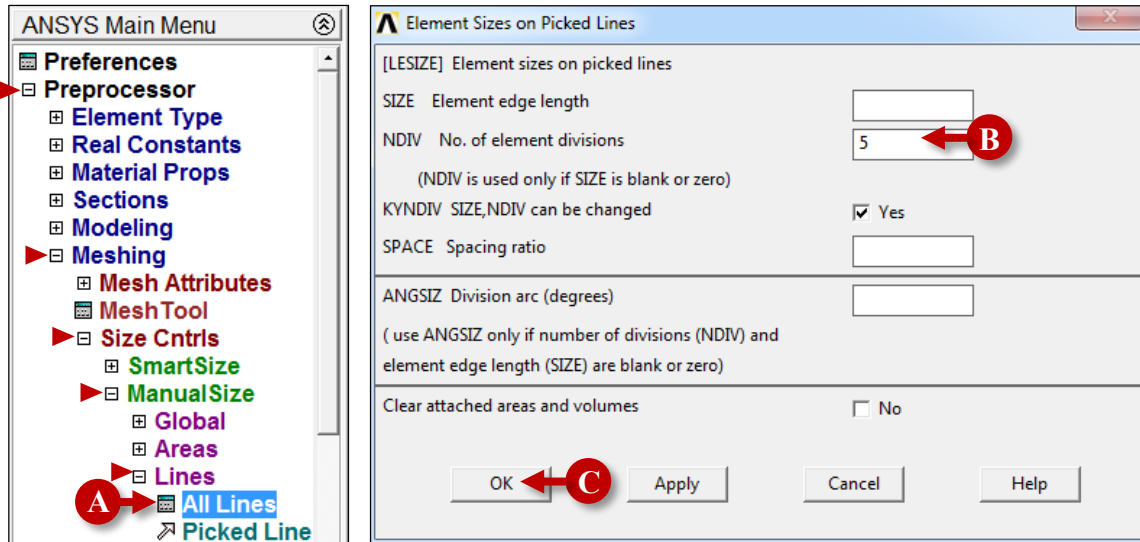 ANSYS Main Menu
Preferences
Preprocessor
Element Type
Real Constants
Material Props
Sections
Modeling
Meshing
Mesh Attributes
MeshTool
Size Cntrls
SmartSize
ManualSize
Global
Areas
Lines
A All Lines
Picked Line
Element Sizes on Picked Lines
[LESIZE] Element sizes on picked lines
SIZE Element edge length
NDIV No. of element divisions 5 B
(NDIV is used only if SIZE is blank or zero)
KYNDIV SIZE,NDIV can be changed Yes
SPACE Spacing ratio
ANGSIZ Division arc (degrees)
( use ANGSIZ only if number of divisions (NDIV) and
element edge length (SIZE) are blank or zero)
Clear attached areas and volumes No
OK C Apply Cancel Help